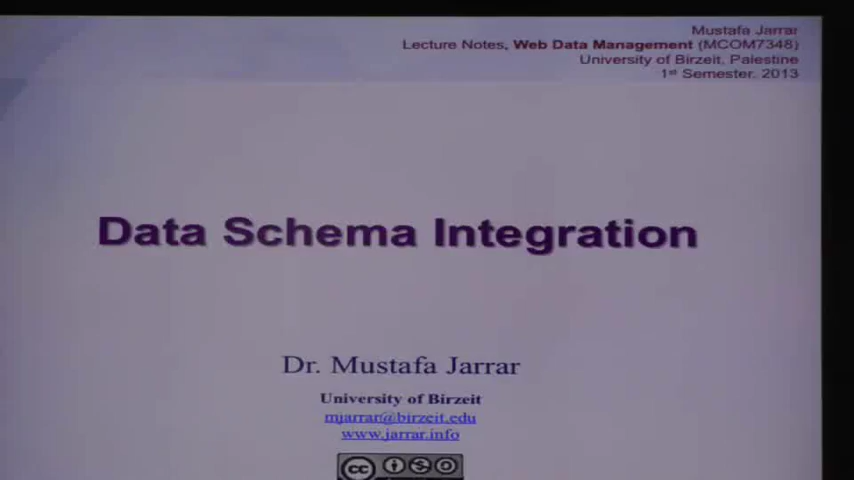 Mustafa Jarrar
Lecture Notes, Web Data Management (MCOM7348)
University of Birzeit, Palestine
1st Semester, 2013
Data Schema Integration
Dr. Mustafa Jarrar
University of Birzeit
mjarrar@birzeit.edu
www.jarrar.info
cc